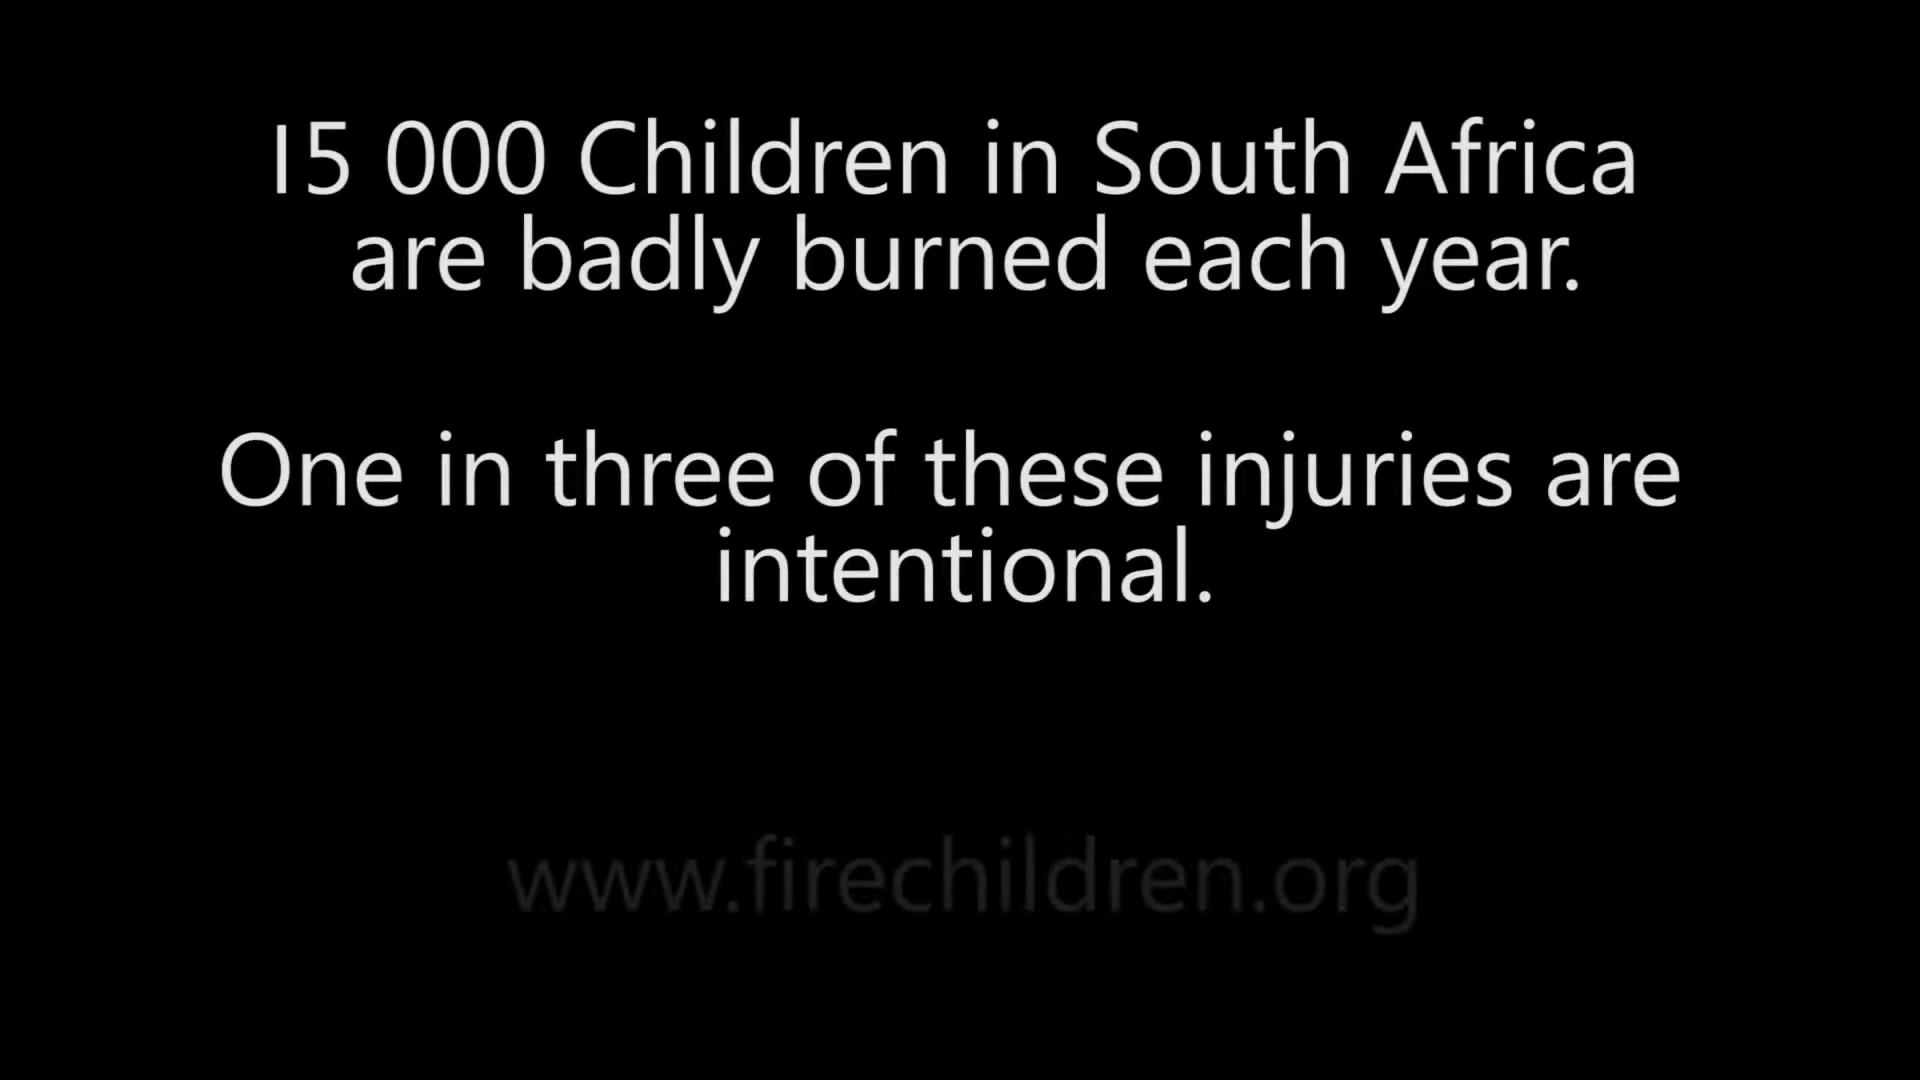 15 000 Children in South Africa
are badly burned each year.
One in three of these injuries are
intentional.
www.firechildren.org